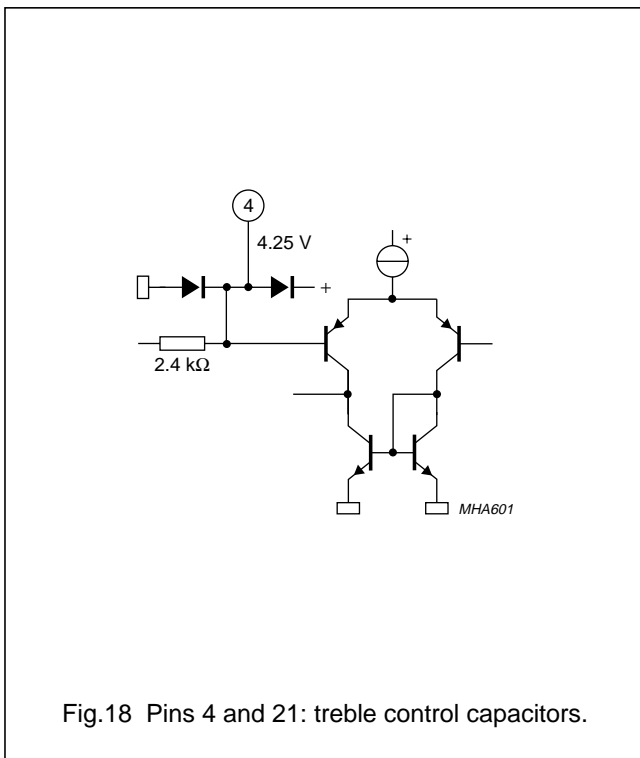 4
4.25 V
+
+
2.4 kΩ
MHA601
Fig.18 Pins 4 and 21: treble control capacitors.